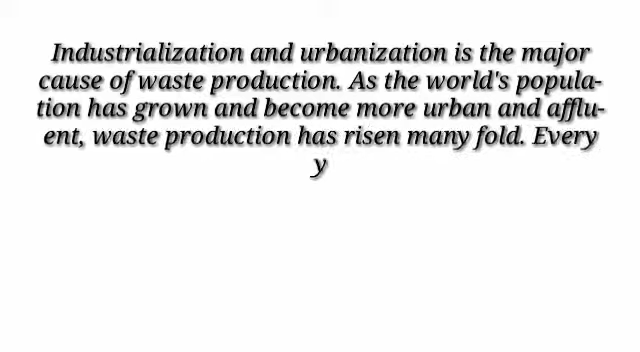 Industrialization and urbanization is the major
cause of waste production. As the world's popula-
tion has grown and become more urban and afflu-
ent, waste production has risen many fold. Every
y